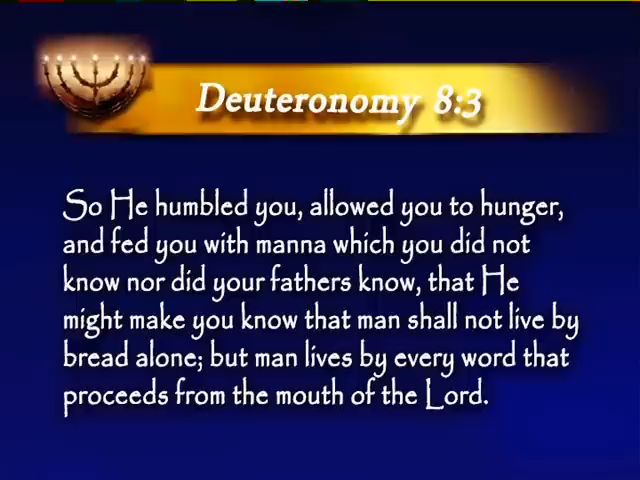 Deuteronomy 8:3
So He humbled you, allowed you to hunger,
and fed you with manna which you did not
know nor did your fathers know, that He
might make you know that man shall not live by
bread alone; but man lives by every word that
proceeds from the mouth of the Lord.